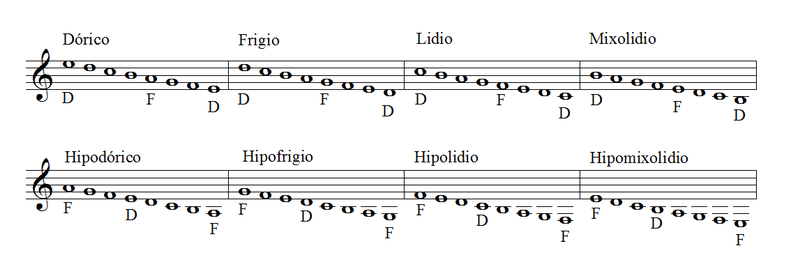 Dórico Frigio Lidio Mixolidio
D F D D F D D F D D F D
Hipodórico Hipofrigio Hipolidio Hipomixolidio
F D F F D F F D F F D F